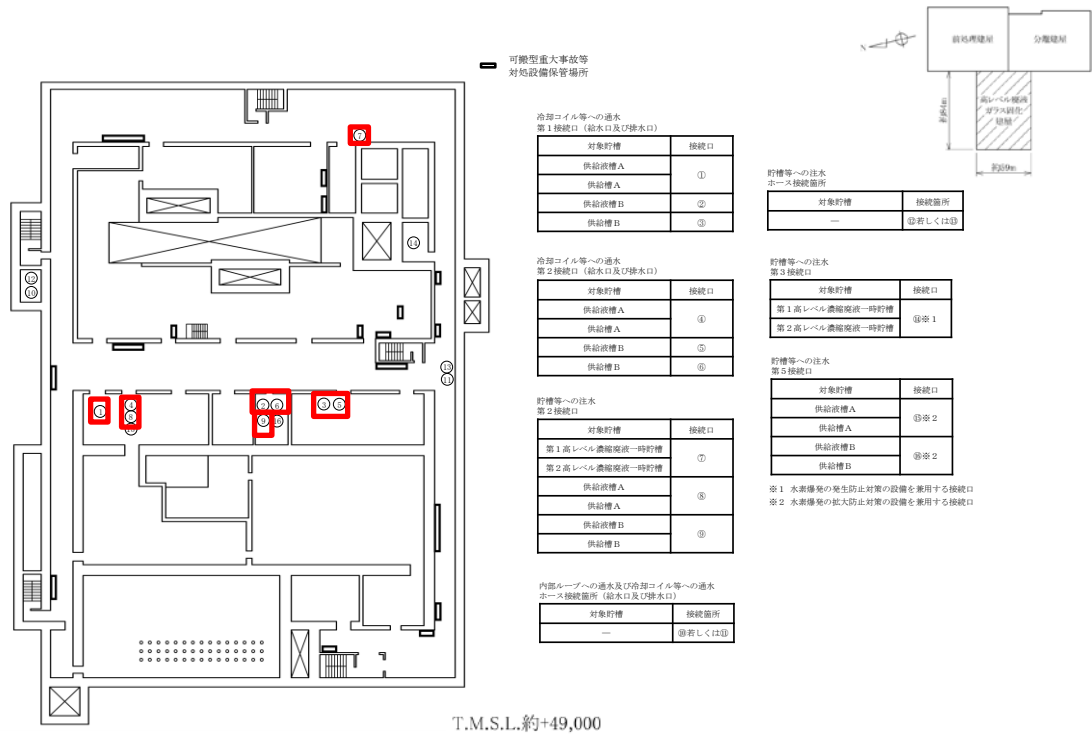 可搬型重大事故等
対処設備保管場所
N
前処理建屋
分離建屋
高レベル廃液
ガラス固化
建屋
約84m
約59m
冷却コイル等への通水
第1接続口（給水口及び排水口）
対象貯槽 接続口
供給液槽A ①
供給槽A
供給液槽B ②
供給槽B ③
冷却コイル等への通水
第2接続口（給水口及び排水口）
対象貯槽 接続口
供給液槽A ④
供給槽A
供給液槽B ⑤
供給槽B ⑥
貯槽等への注水
第2接続口
対象貯槽 接続口
第1高レベル濃縮廃液一時貯槽 ⑦
第2高レベル濃縮廃液一時貯槽
供給液槽A ⑧
供給槽A
供給液槽B ⑨
供給槽B
内部ループへの通水及び冷却コイル等への通水
ホース接続箇所（給水口及び排水口）
対象貯槽 接続箇所
— ⑩若しくは⑪
貯槽等への注水
ホース接続箇所
対象貯槽 接続箇所
— ⑫若しくは⑬
貯槽等への注水
第3接続口
対象貯槽 接続口
第1高レベル濃縮廃液一時貯槽 ⑭※1
第2高レベル濃縮廃液一時貯槽
貯槽等への注水
第5接続口
対象貯槽 接続口
供給液槽A ⑮※2
供給槽A
供給液槽B ⑯※2
供給槽B
※1 水素爆発の発生防止対策の設備を兼用する接続口
※2 水素爆発の拡大防止対策の設備を兼用する接続口
⑦
⑭
⑫
⑩
⑬
⑪
①
④
⑧
② ⑥
⑨ ⑯
③ ⑤
T.M.S.L.約+49,000